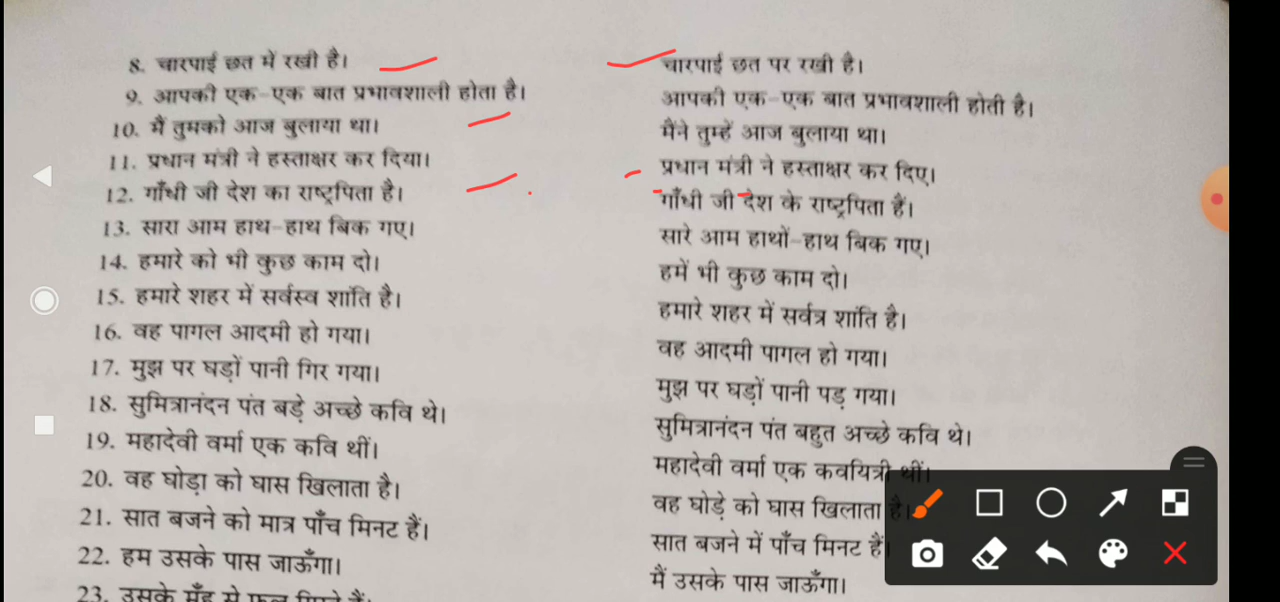 8. चारपाई छत में रखी है। चारपाई छत पर रखी है।
9. आपकी एक-एक बात प्रभावशाली होता है। आपकी एक-एक बात प्रभावशाली होती है।
10. मैं तुमको आज बुलाया था। मैंने तुम्हें आज बुलाया था।
11. प्रधान मंत्री ने हस्ताक्षर कर दिया। प्रधान मंत्री ने हस्ताक्षर कर दिए।
12. गाँधी जी देश का राष्ट्रपिता है। गाँधी जी देश के राष्ट्रपिता हैं।
13. सारा आम हाथ-हाथ बिक गए। सारे आम हाथों-हाथ बिक गए।
14. हमारे को भी कुछ काम दो। हमें भी कुछ काम दो।
15. हमारे शहर में सर्वस्व शांति है। हमारे शहर में सर्वत्र शांति है।
16. वह पागल आदमी हो गया। वह आदमी पागल हो गया।
17. मुझ पर घड़ों पानी गिर गया। मुझ पर घड़ों पानी पड़ गया।
18. सुमित्रानंदन पंत बड़े अच्छे कवि थे। सुमित्रानंदन पंत बहुत अच्छे कवि थे।
19. महादेवी वर्मा एक कवि थीं। महादेवी वर्मा एक कवयित्री थीं।
20. वह घोड़ा को घास खिलाता है। वह घोड़े को घास खिलाता है।
21. सात बजने को मात्र पाँच मिनट हैं। सात बजने में पाँच मिनट हैं।
22. हम उसके पास जाऊँगा। मैं उसके पास जाऊँगा।
23. उसके मुँह से